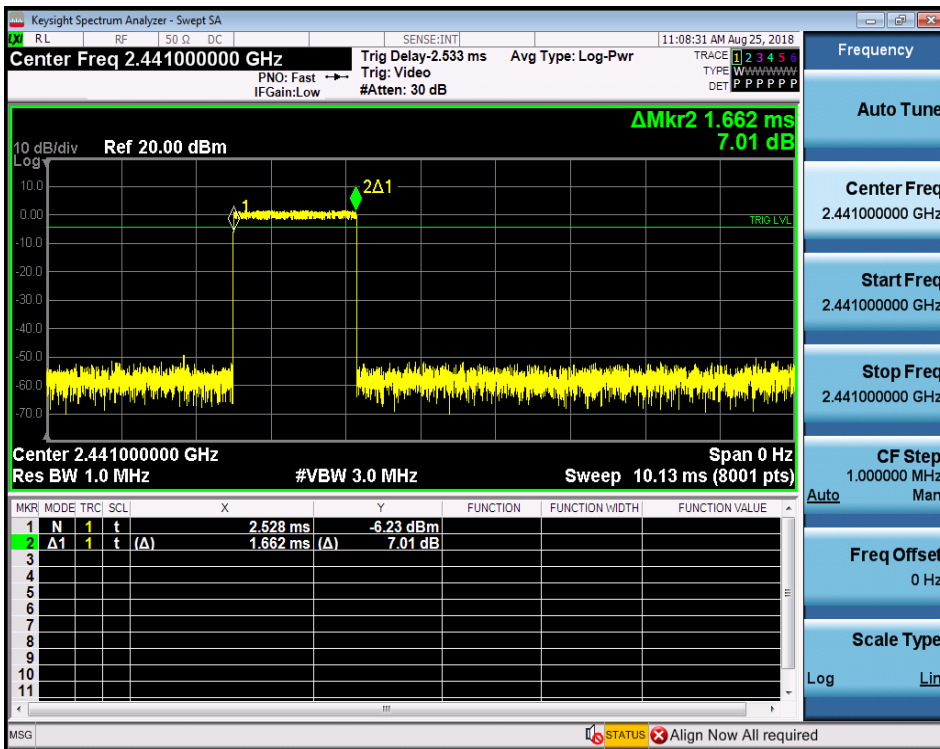 Keysight Spectrum Analyzer - Swept SA
LXI RL RF 50 Ω DC SENSE:INT 11:08:31 AM Aug 25, 2018
Center Freq 2.441000000 GHz Trig Delay-2.533 ms Avg Type: Log-Pwr TRACE 1 2 3 4 5 6
PNO: Fast Trig: Video TYPE WWWWWW
IFGain:Low #Atten: 30 dB DET P P P P P P
ΔMkr2 1.662 ms
7.01 dB
10 dB/div Ref 20.00 dBm
Log
10.0
0.00
-10.0
-20.0
-30.0
-40.0
-50.0
-60.0
-70.0
1
2Δ1
TRIG LVL
Center 2.441000000 GHz Span 0 Hz
Res BW 1.0 MHz #VBW 3.0 MHz Sweep 10.13 ms (8001 pts)
MKR MODE TRC SCL X Y FUNCTION FUNCTION WIDTH FUNCTION VALUE
1 N 1 t 2.528 ms -6.23 dBm
2 Δ1 1 t (Δ) 1.662 ms (Δ) 7.01 dB
3
4
5
6
7
8
9
10
11
MSG STATUS Align Now All required
Frequency
Auto Tune
Center Freq
2.441000000 GHz
Start Freq
2.441000000 GHz
Stop Freq
2.441000000 GHz
CF Step
1.000000 MHz
Auto Man
Freq Offset
0 Hz
Scale Type
Log Lin